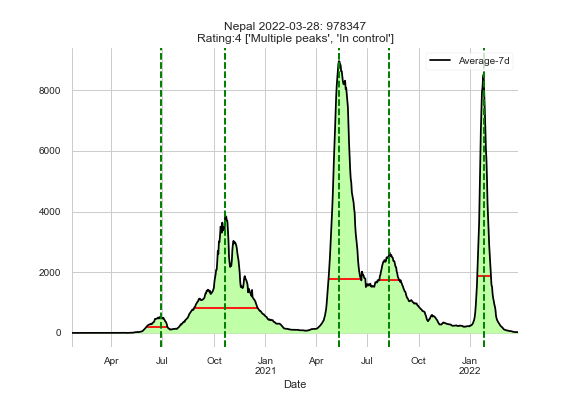 Nepal 2022-03-28: 978347
Rating:4 ['Multiple peaks', 'In control']
Average-7d
8000
6000
4000
2000
0
Apr
Jul
Oct
Jan
2021
Apr
Jul
Oct
Jan
2022
Date